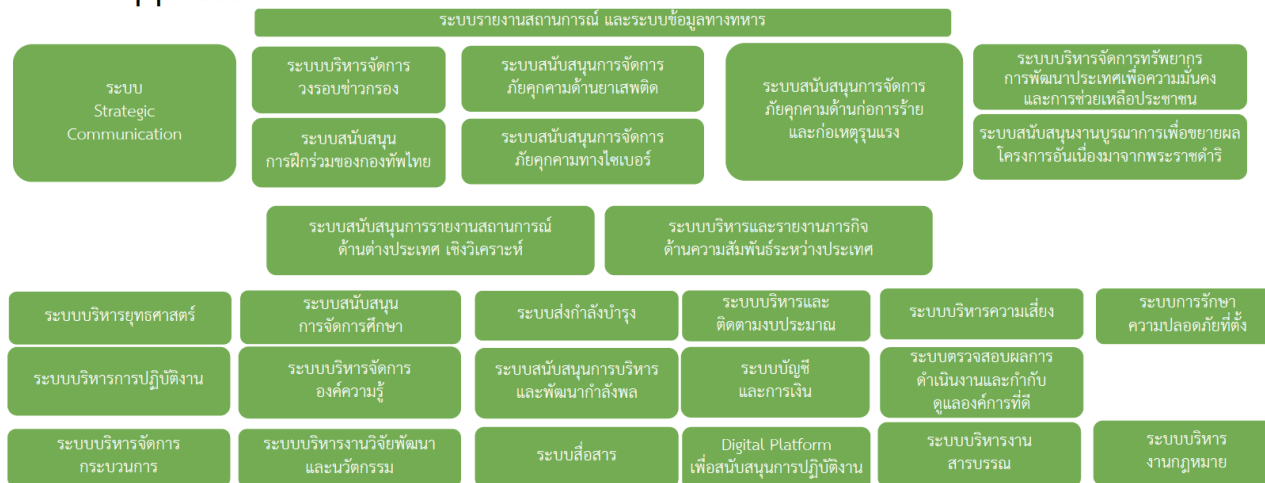 ระบบรายงานสถานการณ์ และระบบข้อมูลทางทหาร
ระบบ
Strategic
Communication
ระบบบริหารจัดการ
วงรอบข่าวกรอง
ระบบสนับสนุนการจัดการ
ภัยคุกคามด้านยาเสพติด
ระบบสนับสนุนการจัดการ
ภัยคุกคามด้านก่อการร้าย
และก่อเหตุรุนแรง
ระบบบริหารจัดการทรัพยากร
การพัฒนาประเทศเพื่อความมั่นคง
และการช่วยเหลือประชาชน
ระบบสนับสนุน
การฝึกร่วมของกองทัพไทย
ระบบสนับสนุนการจัดการ
ภัยคุกคามทางไซเบอร์
ระบบสนับสนุนงานบูรณาการเพื่อขยายผล
โครงการอันเนื่องมาจากพระราชดำริ
ระบบสนับสนุนการรายงานสถานการณ์
ด้านต่างประเทศ เชิงวิเคราะห์
ระบบบริหารและรายงานภารกิจ
ด้านความสัมพันธ์ระหว่างประเทศ
ระบบบริหารยุทธศาสตร์
ระบบสนับสนุน
การจัดการศึกษา
ระบบส่งกำลังบำรุง
ระบบบริหารและ
ติดตามงบประมาณ
ระบบบริหารความเสี่ยง
ระบบการรักษา
ความปลอดภัยที่ตั้ง
ระบบบริหารการปฏิบัติงาน
ระบบบริหารจัดการ
องค์ความรู้
ระบบสนับสนุนการบริหาร
และพัฒนากำลังพล
ระบบบัญชี
และการเงิน
ระบบตรวจสอบผลการ
ดำเนินงานและกำกับ
ดูแลองค์การที่ดี
ระบบบริหารจัดการ
กระบวนการ
ระบบบริหารงานวิจัยพัฒนา
และนวัตกรรม
ระบบสื่อสาร
Digital Platform
เพื่อสนับสนุนการปฏิบัติงาน
ระบบบริหารงาน
สารบรรณ
ระบบบริหาร
งานกฎหมาย